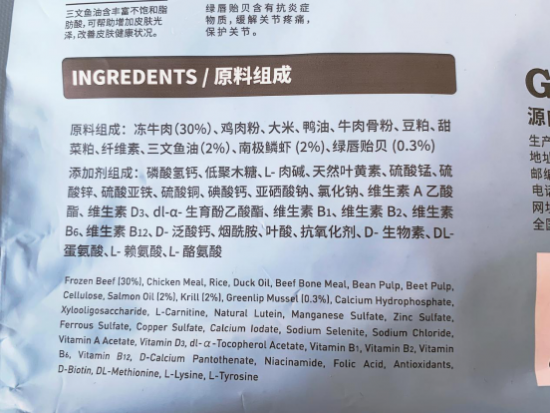 三文鱼油含丰富不饱和脂
肪酸,可帮助增加皮肤光
泽,改善皮肤健康状况。
绿唇贻贝含有抗炎症
物质,缓解关节疼痛,
保护关节。
INGREDENTS / 原料组成
原料组成:冻牛肉(30%)、鸡肉粉、大米、鸭油、牛肉骨粉、豆粕、甜
菜粕、纤维素、三文鱼油(2%)、南极鳞虾 (2%)、绿唇贻贝 (0.3%)
添加剂组成:磷酸氢钙、低聚木糖、L- 肉碱、天然叶黄素、硫酸锰、硫
酸锌、硫酸亚铁、硫酸铜、碘酸钙、亚硒酸钠、氯化钠、维生素 A 乙酸
酯、维生素 D3、dl-α- 生育酚乙酸酯、维生素 B1、维生素 B2、维生素
B6、维生素 B12、D- 泛酸钙、烟酰胺、叶酸、抗氧化剂、D- 生物素、DL-
蛋氨酸、L- 赖氨酸、L- 酪氨酸
Frozen Beef (30%), Chicken Meal, Rice, Duck Oil, Beef Bone Meal, Bean Pulp, Beet Pulp,
Cellulose, Salmon Oil (2%), Krill (2%), Greenlip Mussel (0.3%), Calcium Hydrophosphate,
Xylooligosaccharide, L-Carnitine, Natural Lutein, Manganese Sulfate, Zinc Sulfate,
Ferrous Sulfate, Copper Sulfate, Calcium Iodate, Sodium Selenite, Sodium Chloride,
Vitamin A Acetate, Vitamin D3, dl-α-Tocopherol Acetate, Vitamin B1, Vitamin B2, Vitamin
B6, Vitamin B12, D-Calcium Pantothenate, Niacinamide, Folic Acid, Antioxidants,
D-Biotin, DL-Methionine, L-Lysine, L-Tyrosine
G
源
生产
地址
邮编
电话
网址
全国